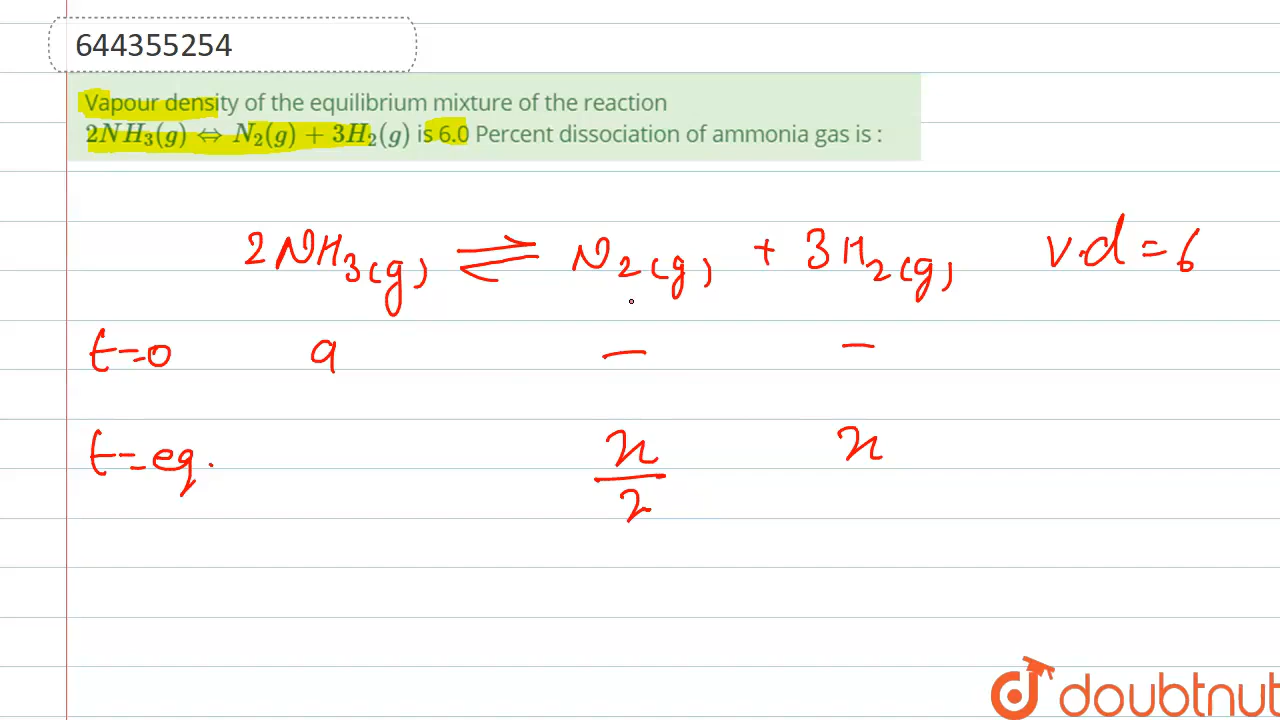 644355254
Vapour density of the equilibrium mixture of the reaction
2NH₃(g) ⇔ N₂(g) + 3H₂(g) is 6.0 Percent dissociation of ammonia gas is :
2NH₃(g) ⇌ N₂(g) + 3H₂(g) v.d = 6
t=0 a — —
t=eq. x/2 x
doubtnut